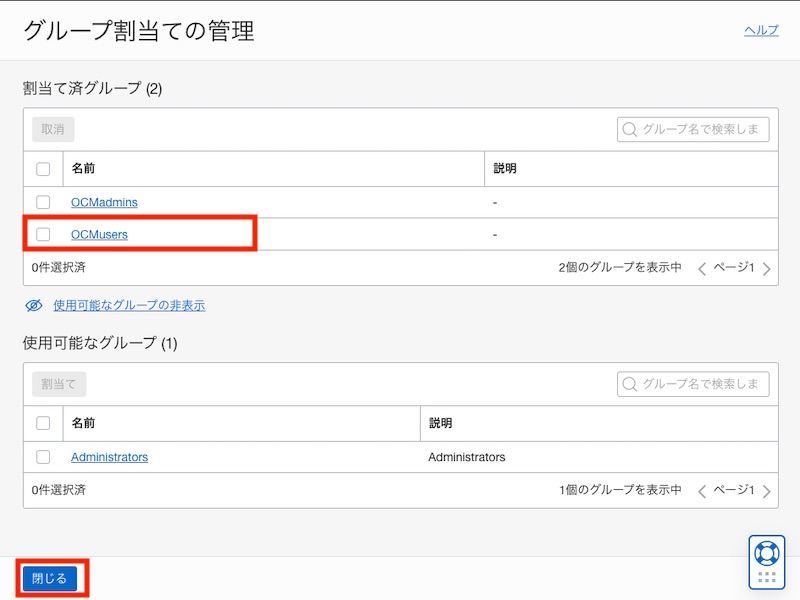 グループ割当ての管理
ヘルプ
割当て済グループ (2)
取消
グループ名で検索しま
名前 説明
OCMadmins -
OCMusers -
0件選択済 2個のグループを表示中 ページ1
使用可能なグループの非表示
使用可能なグループ (1)
割当て
グループ名で検索しま
名前 説明
Administrators Administrators
0件選択済 1個のグループを表示中 ページ1
閉じる